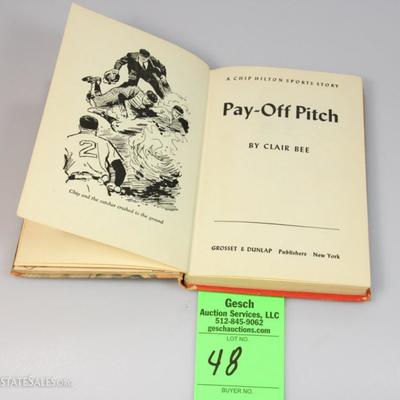 2
Chip and the catcher crashed to the ground
A CHIP HILTON SPORTS STORY
Pay-Off Pitch
BY CLAIR BEE
GROSSET & DUNLAP Publishers New York
Gesch
Auction Services, LLC
512-845-9062
geschauctions.com
LOT NO.
48
BUYER NO.
STATESALES.ORG